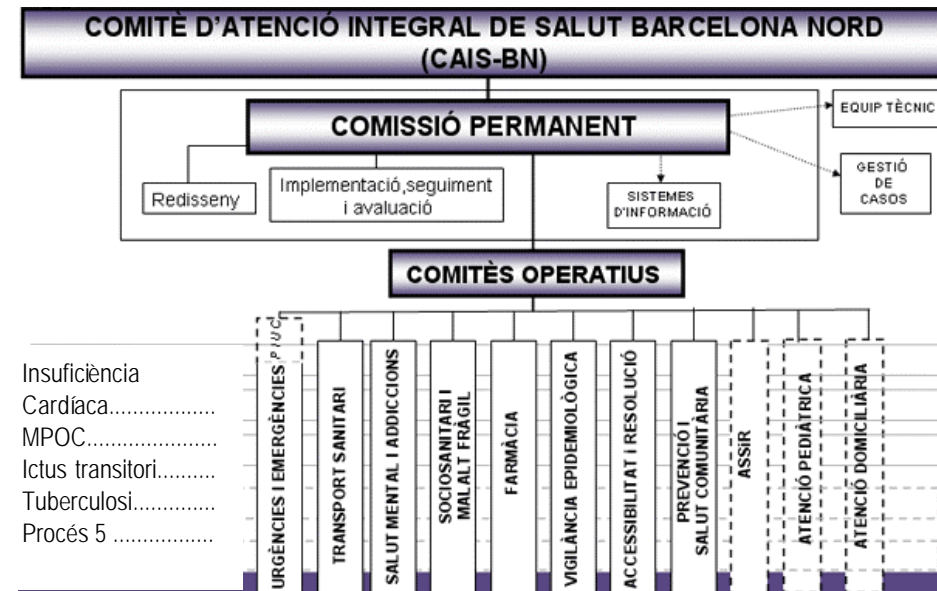 COMITÈ D'ATENCIÓ INTEGRAL DE SALUT BARCELONA NORD
(CAIS-BN)
COMISSIÓ PERMANENT
EQUIP TÈCNIC
GESTIÓ
DE
CASOS
Redisseny
Implementació,seguiment
i avaluació
SISTEMES
D'INFORMACIÓ
COMITÈS OPERATIUS
URGÈNCIES I EMERGÈNCIES PIUC
TRANSPORT SANITARI
SALUT MENTAL I ADDICCIONS
SOCIOSANITARI I
MALALT FRÀGIL
FARMÀCIA
VIGILÀNCIA EPIDEMIOLÒGICA
ACCESSIBILITAT i RESOLUCIÓ
PREVENCIÓ I
SALUT COMUNITÀRIA
ASSIR
ATENCIÓ PEDIÀTRICA
ATENCIÓ DOMICILIÀRIA
Insuficiència
Cardíaca..................
MPOC......................
Ictus transitori..........
Tuberculosi..............
Procés 5 .................